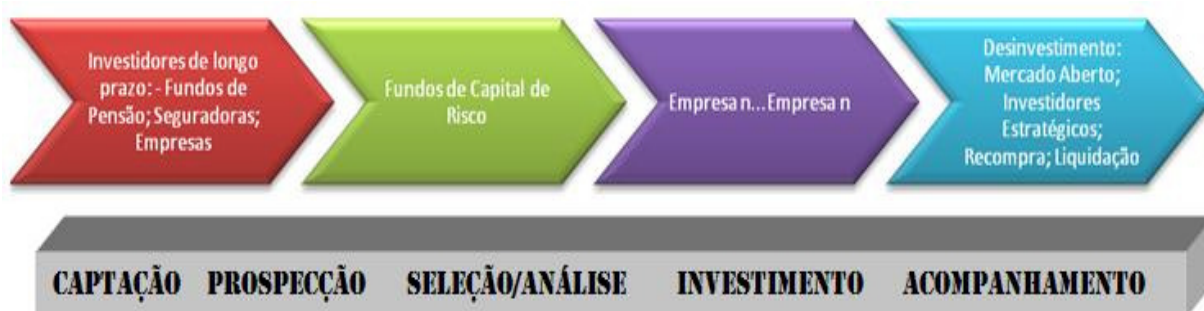 Investidores de longo
prazo: - Fundos de
Pensão; Seguradoras;
Empresas
Fundos de Capital de
Risco
Empresa n... Empresa n
Desinvestimento:
Mercado Aberto;
Investidores
Estratégicos;
Recompra; Liquidação
CAPTAÇÃO PROSPECÇÃO SELEÇÃO/ANÁLISE INVESTIMENTO ACOMPANHAMENTO